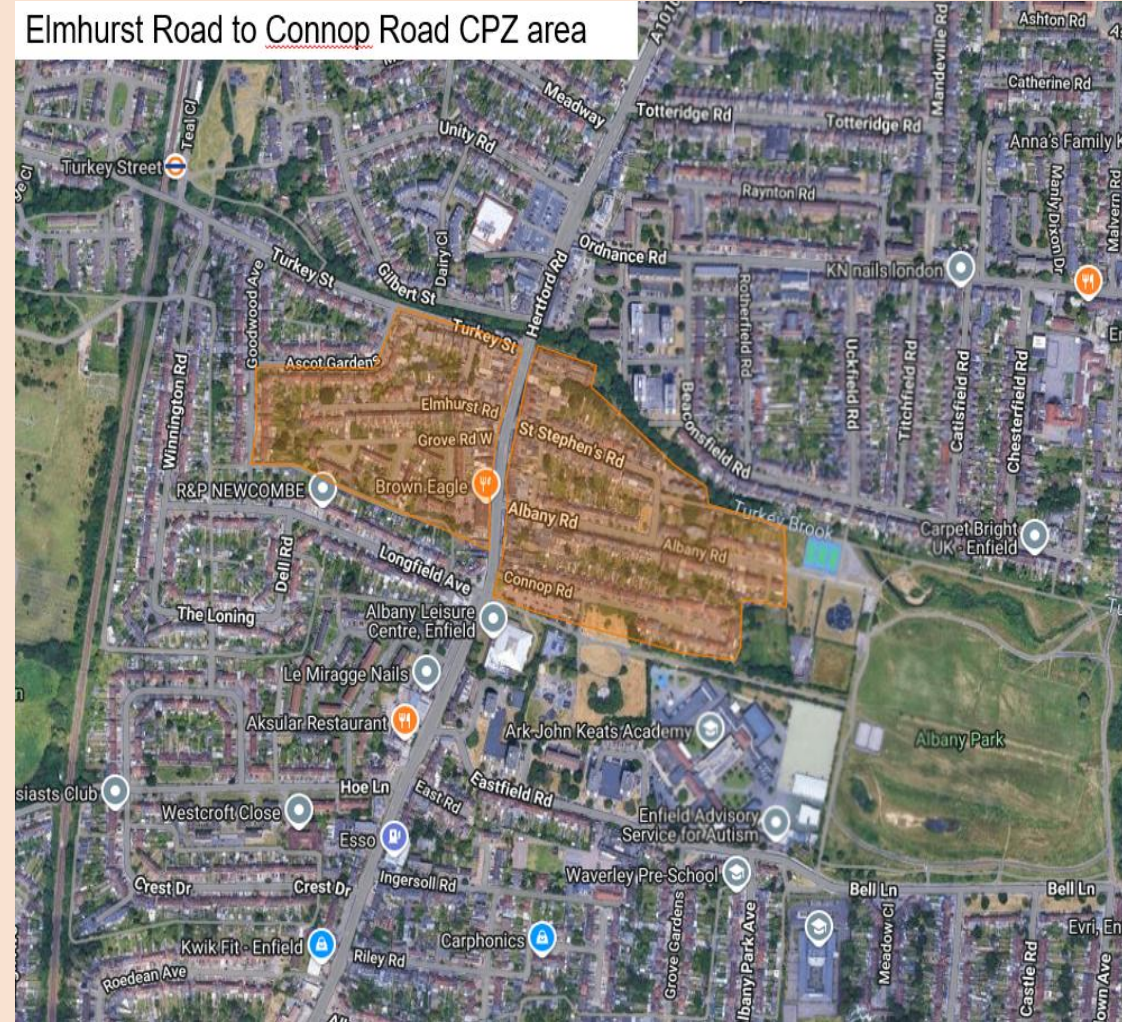 Elmhurst Road to Connop Road CPZ area
A1010
Ashton Rd
Mandeville Rd
Catherine Rd
Meadway
Totteridge Rd
Totteridge Rd
Teal Cl
Unity Rd
Anna's Family
Turkey Street
Raynton Rd
Manly Dixon Dr
Malvern Rd
Dairy Cl
Ordnance Rd
KN nails london
Turkey St
Gilbert St
Hertford Rd
Goodwood Ave
Rotherfield Rd
Turkey St
Ascot Gardens
Uckfield Rd
Titchfield Rd
Catisfield Rd
Chesterfield Rd
Winnington Rd
Elmhurst Rd
Beaconsfield Rd
Grove Rd W
St Stephen's Rd
R&P NEWCOMBE
Brown Eagle
Albany Rd
Turkey Brook
Albany Rd
Carpet Bright
UK - Enfield
Dell Rd
Longfield Ave
Connop Rd
The Loning
Albany Leisure
Centre, Enfield
Le Miragge Nails
Aksular Restaurant
Ark John Keats Academy
Albany Park
Hoe Ln
East Rd
Eastfield Rd
siasts Club
Westcroft Close
Enfield Advisory
Service for Autism
Esso
Waverley Pre-School
Crest Dr
Crest Dr
Ingersoll Rd
Bell Ln
Bell Ln
Grove Gardens
lbany Park Ave
Meadow Cl
Evri, En
Kwik Fit - Enfield
Carphonics
Riley Rd
Castle Rd
own Ave
Roedean Ave